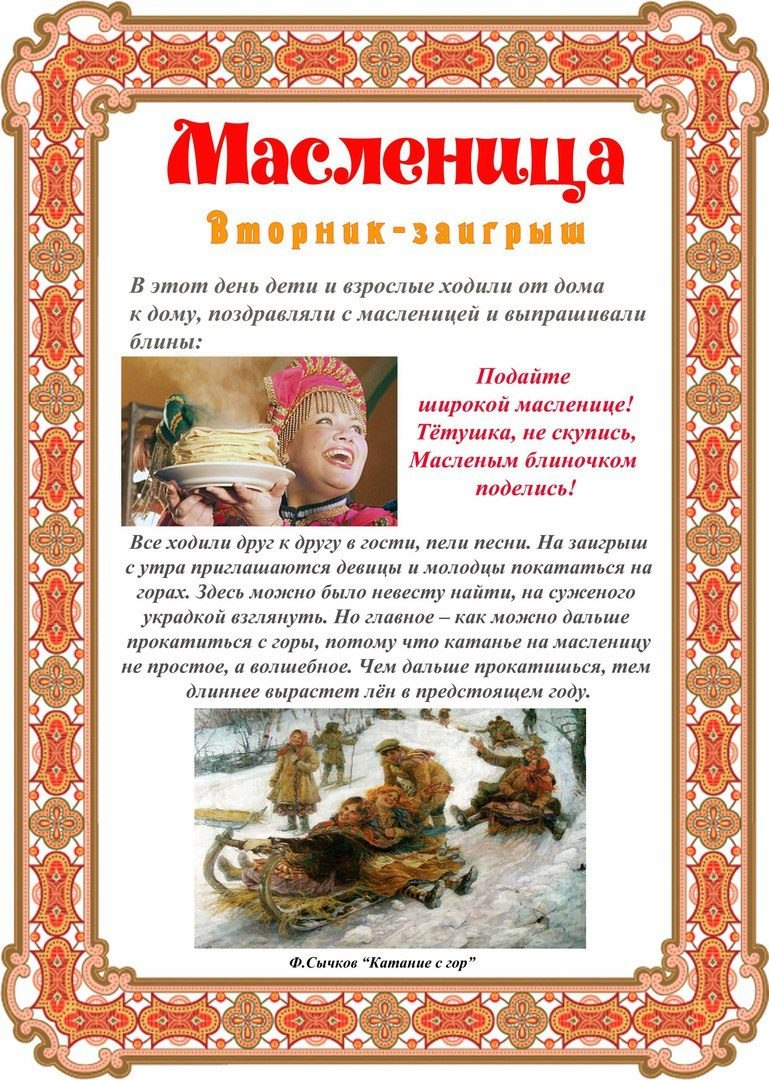 Масленица
Вторник-заигрыш
В этот день дети и взрослые ходили от дома
к дому, поздравляли с масленицей и выпрашивали
блины:
Подайте
широкой масленице!
Тётушка, не скупись,
Масленым блиночком
поделись!
Все ходили друг к другу в гости, пели песни. На заигрыш
с утра приглашаются девицы и молодцы покататься на
горах. Здесь можно было невесту найти, на суженого
украдкой взглянуть. Но главное – как можно дальше
прокатиться с горы, потому что катанье на масленицу
не простое, а волшебное. Чем дальше прокатишься, тем
длиннее вырастет лён в предстоящем году.
Ф.Сычков “Катание с гор”